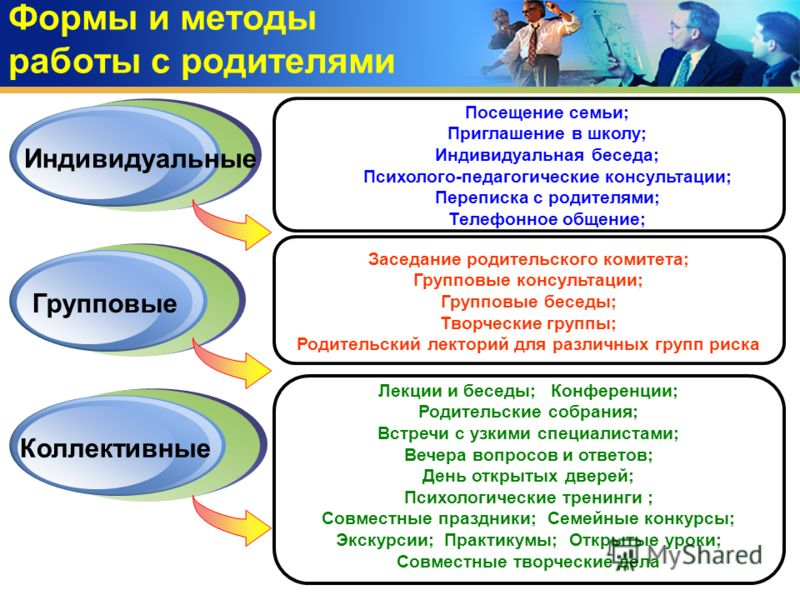 Формы и методы
работы с родителями
Индивидуальные
Посещение семьи;
Приглашение в школу;
Индивидуальная беседа;
Психолого-педагогические консультации;
Переписка с родителями;
Телефонное общение;
Групповые
Заседание родительского комитета;
Групповые консультации;
Групповые беседы;
Творческие группы;
Родительский лекторий для различных групп риска
Коллективные
Лекции и беседы; Конференции;
Родительские собрания;
Встречи с узкими специалистами;
Вечера вопросов и ответов;
День открытых дверей;
Психологические тренинги ;
Совместные праздники; Семейные конкурсы;
Экскурсии; Практикумы; Открытые уроки;
Совместные творческие дела
MyShared